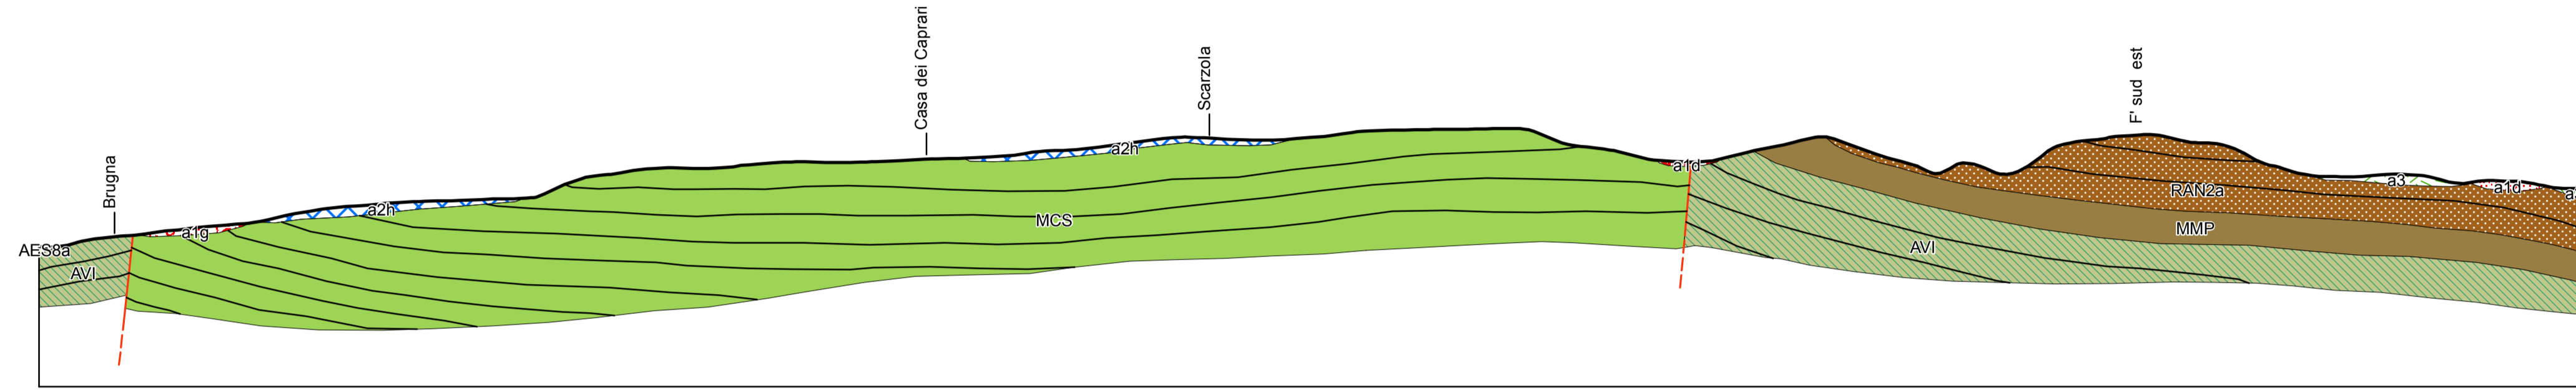 Brugna
Casa dei Caprari
Scarzola
F' sud est
AES8a
AVI
a1g
a2h
MCS
a2h
a1d
AVI
RAN2a
MMP
a3
a1d